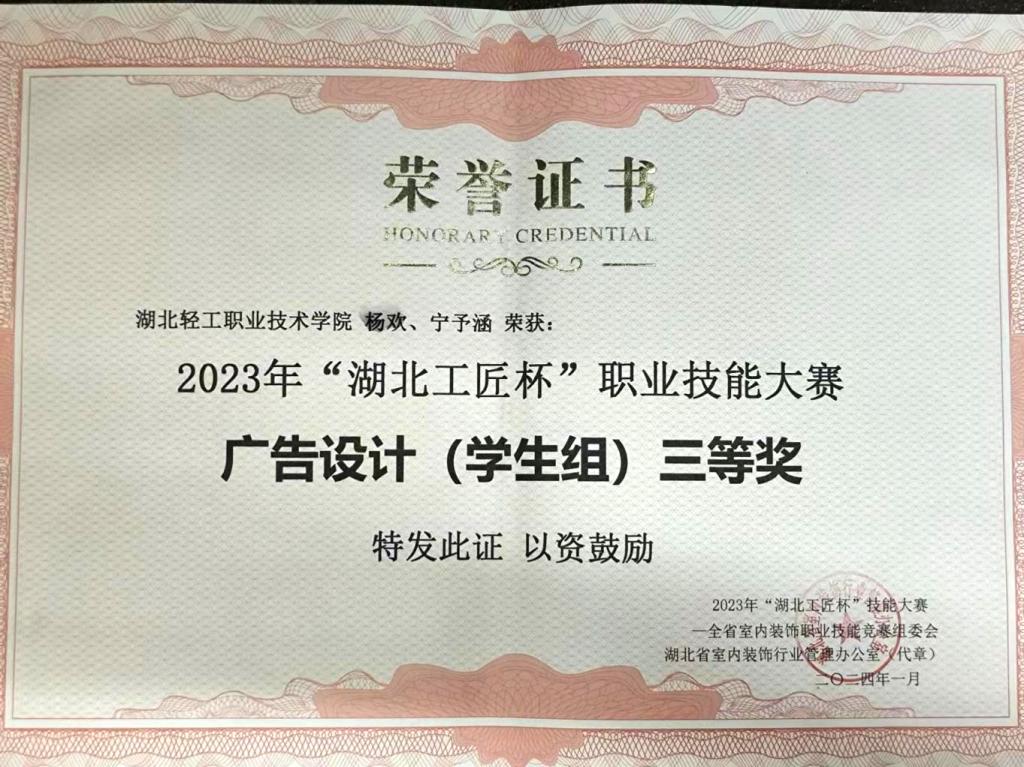 荣誉证书
HONORARY CREDENTIAL
湖北轻工职业技术学院 杨欢、宁予涵 荣获：
2023年“湖北工匠杯”职业技能大赛
广告设计（学生组）三等奖
特发此证 以资鼓励
2023年“湖北工匠杯”技能大赛
—全省室内装饰职业技能竞赛组委会
湖北省室内装饰行业管理办公室（代章）
二〇二四年一月